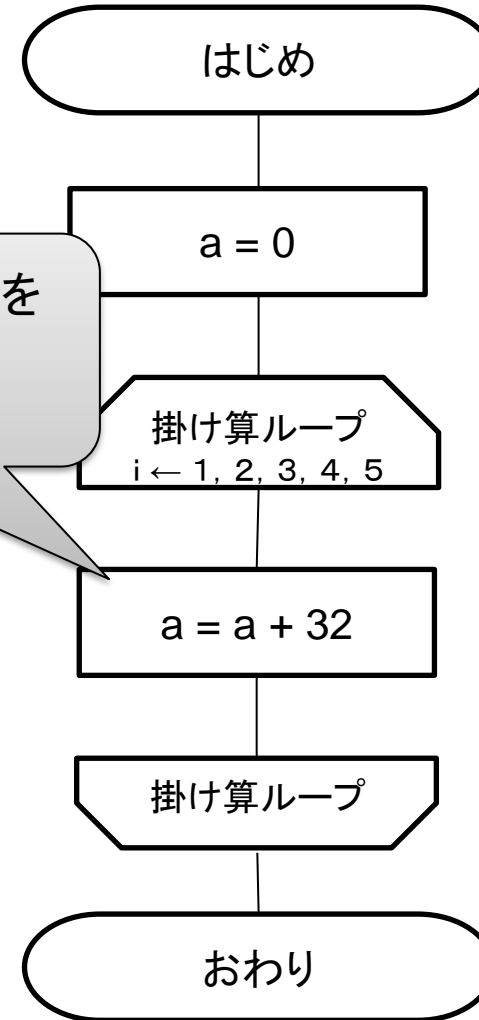 はじめ
a = 0
を
掛け算ループ
i ← 1, 2, 3, 4, 5
a = a + 32
掛け算ループ
おわり